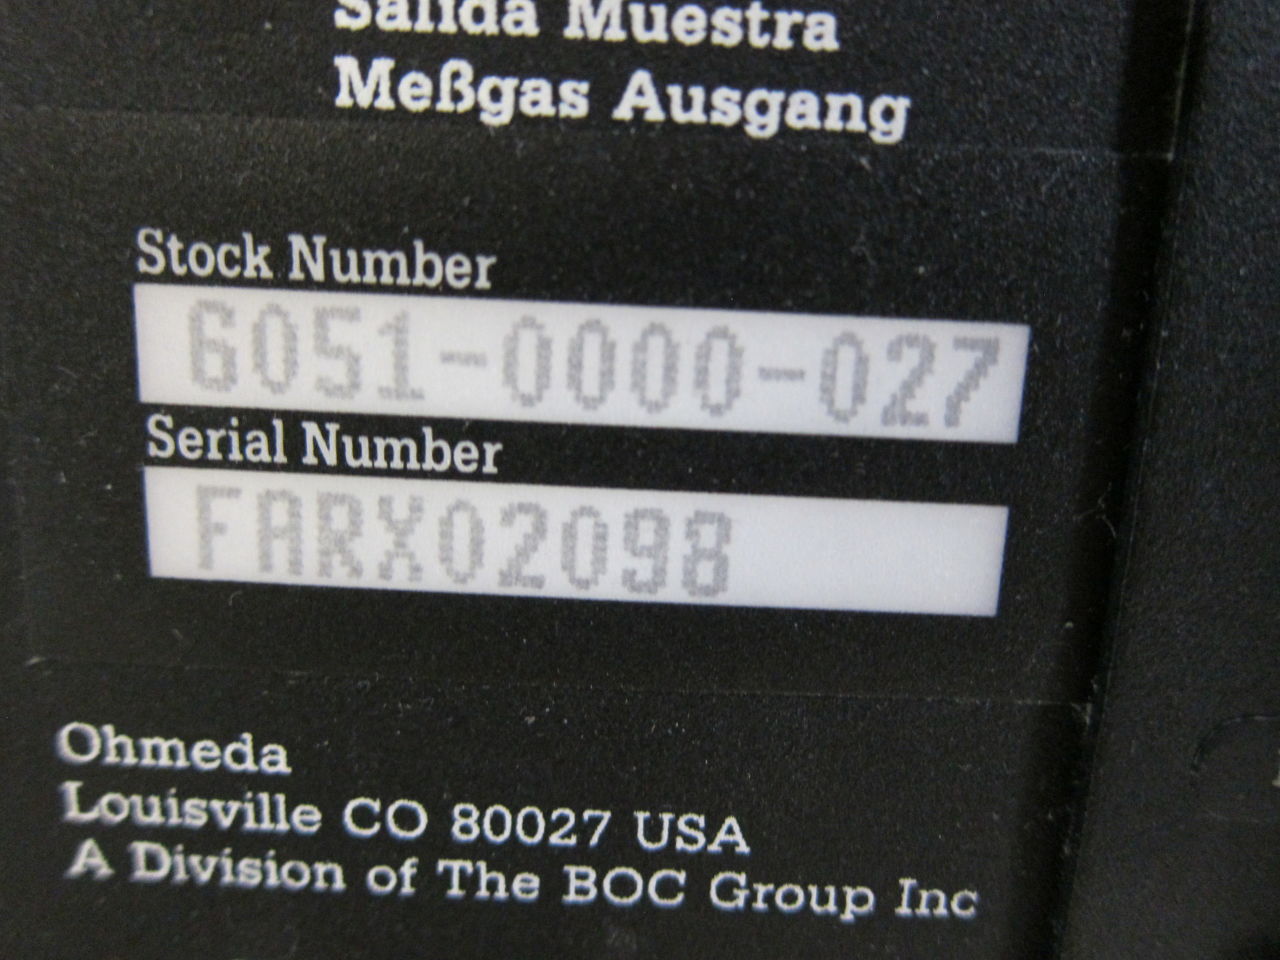 Salida Muestra
Meßgas Ausgang
Stock Number
6051-0000-027
Serial Number
FARX02098
Ohmeda
Louisville CO 80027 USA
A Division of The BOC Group Inc